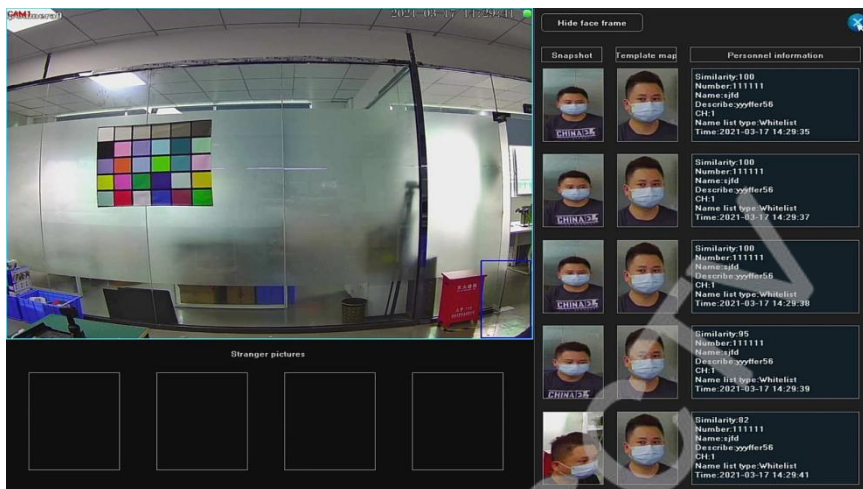 CAM1
2021-03-17 14:29:41
Hide face frame
Snapshot
Template map
Personnel information
CHINA
Similarity:100
Number:111111
Name:sjfd
Describe:yyyffer56
CH:1
Name list type:Whitelist
Time:2021-03-17 14:29:35
CHINA
Similarity:100
Number:111111
Name:sjfd
Describe:yyyffer56
CH:1
Name list type:Whitelist
Time:2021-03-17 14:29:37
CHINA
Similarity:100
Number:111111
Name:sjfd
Describe:yyyffer56
CH:1
Name list type:Whitelist
Time:2021-03-17 14:29:38
CHINA
Similarity:95
Number:111111
Name:sjfd
Describe:yyyffer56
CH:1
Name list type:Whitelist
Time:2021-03-17 14:29:39
Similarity:82
Number:111111
Name:sjfd
Describe:yyyffer56
CH:1
Name list type:Whitelist
Time:2021-03-17 14:29:41
Stranger pictures
CCTV